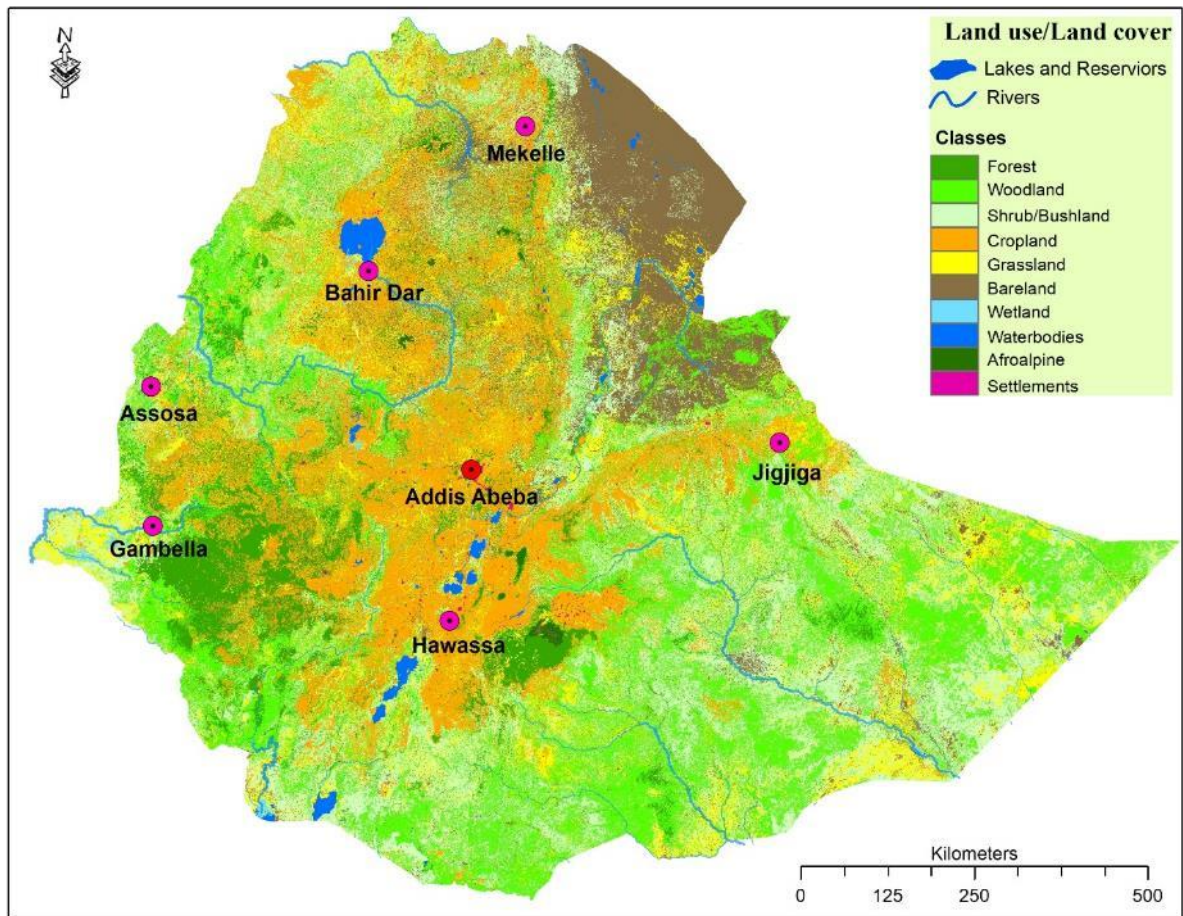 N
Land use/Land cover
Lakes and Reserviors
Rivers
Classes
Forest
Woodland
Shrub/Bushland
Cropland
Grassland
Bareland
Wetland
Waterbodies
Afroalpine
Settlements
Mekelle
Bahir Dar
Assosa
Addis Abeba
Jigjiga
Gambella
Hawassa
Kilometers
0 125 250 500